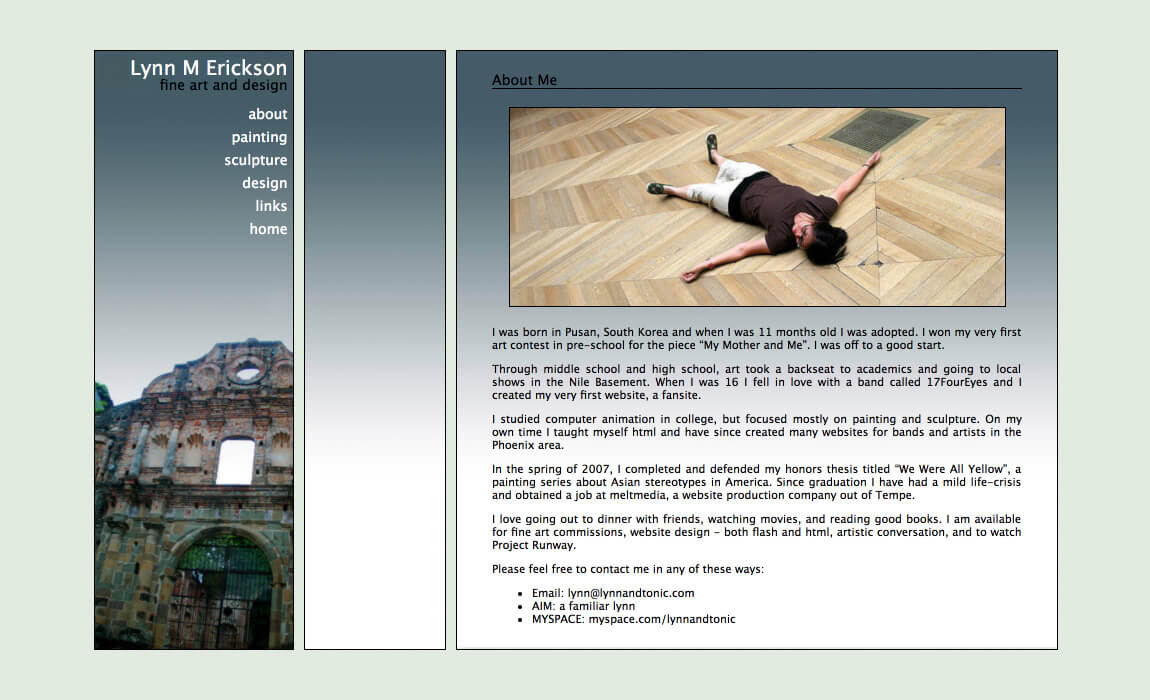 Lynn M Erickson
fine art and design
about
painting
sculpture
design
links
home
About Me
I was born in Pusan, South Korea and when I was 11 months old I was adopted. I won my very first
art contest in pre-school for the piece “My Mother and Me”. I was off to a good start.
Through middle school and high school, art took a backseat to academics and going to local
shows in the Nile Basement. When I was 16 I fell in love with a band called 17FourEyes and I
created my very first website, a fansite.
I studied computer animation in college, but focused mostly on painting and sculpture. On my
own time I taught myself html and have since created many websites for bands and artists in the
Phoenix area.
In the spring of 2007, I completed and defended my honors thesis titled “We Were All Yellow”, a
painting series about Asian stereotypes in America. Since graduation I have had a mild life-crisis
and obtained a job at meltmedia, a website production company out of Tempe.
I love going out to dinner with friends, watching movies, and reading good books. I am available
for fine art commissions, website design - both flash and html, artistic conversation, and to watch
Project Runway.
Please feel free to contact me in any of these ways:
• Email: lynn@lynnandtonic.com
• AIM: a familiar lynn
• MYSPACE: myspace.com/lynnandtonic